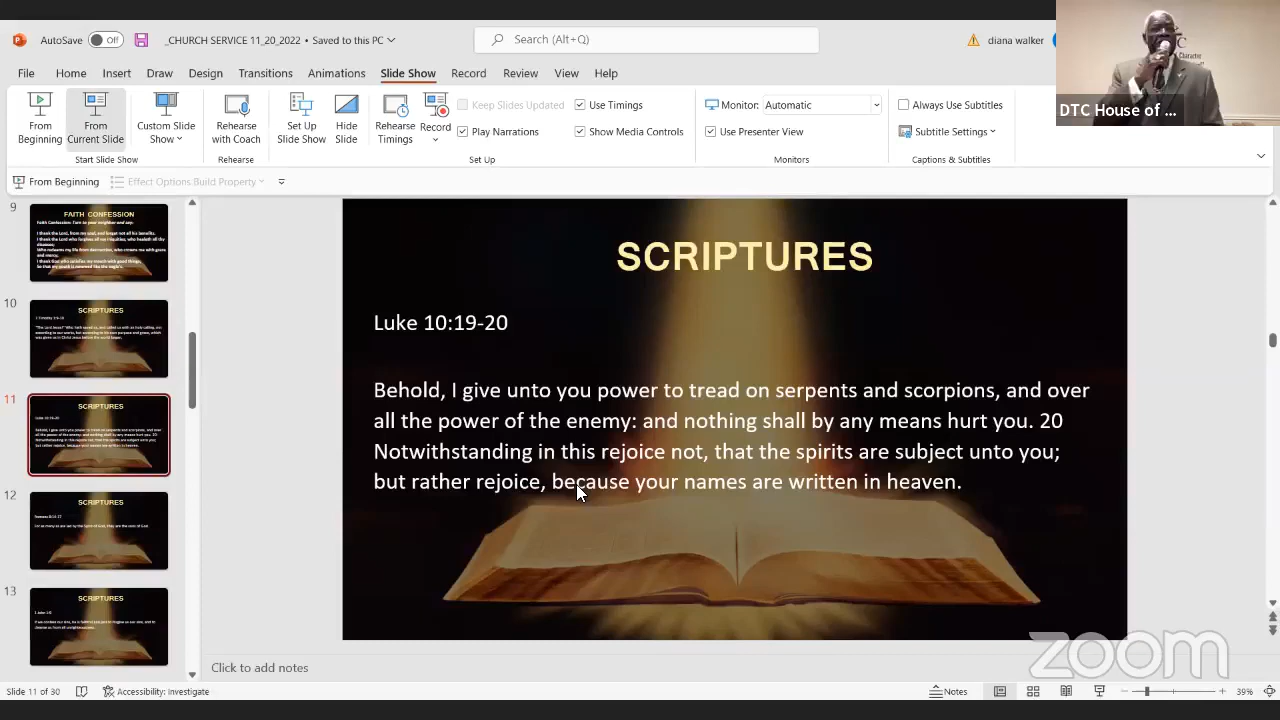 AutoSave Off _CHURCH SERVICE 11_20_2022 • Saved to this PC Search (Alt+Q) diana walker
File Home Insert Draw Design Transitions Animations Slide Show Record Review View Help
From Beginning
From Current Slide
Custom Slide Show
Start Slide Show
Rehearse with Coach
Rehearse
Set Up Slide Show
Hide Slide
Rehearse Timings
Record
Keep Slides Updated
Play Narrations
Use Timings
Show Media Controls
Set Up
Monitor: Automatic
Use Presenter View
Monitors
Always Use Subtitles
Subtitle Settings
Captions & Subtitles
DTC House of ...
From Beginning Effect Options Build Property
9
FAITH CONFESSION
10
SCRIPTURES
11
SCRIPTURES
Luke 10:19-20
12
SCRIPTURES
13
SCRIPTURES
SCRIPTURES
Luke 10:19-20
Behold, I give unto you power to tread on serpents and scorpions, and over
all the power of the enemy: and nothing shall by any means hurt you. 20
Notwithstanding in this rejoice not, that the spirits are subject unto you;
but rather rejoice, because your names are written in heaven.
Click to add notes
zoom
Slide 11 of 30 Accessibility: Investigate Notes 39%